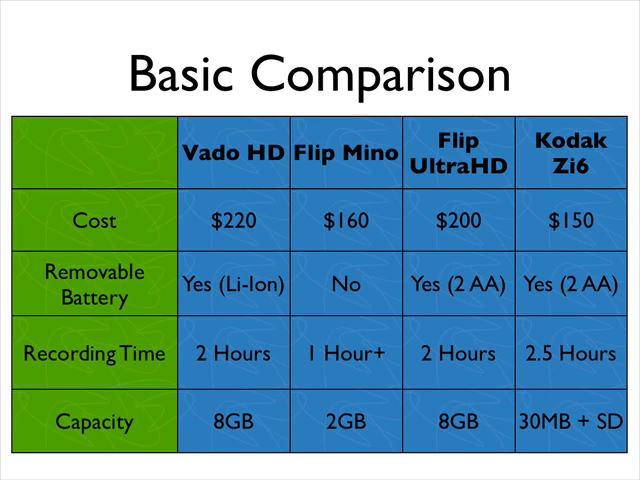 Basic Comparison
Vado HD Flip Mino Flip UltraHD Kodak Zi6
Cost $220 $160 $200 $150
Removable Battery Yes (Li-Ion) No Yes (2 AA) Yes (2 AA)
Recording Time 2 Hours 1 Hour+ 2 Hours 2.5 Hours
Capacity 8GB 2GB 8GB 30MB + SD